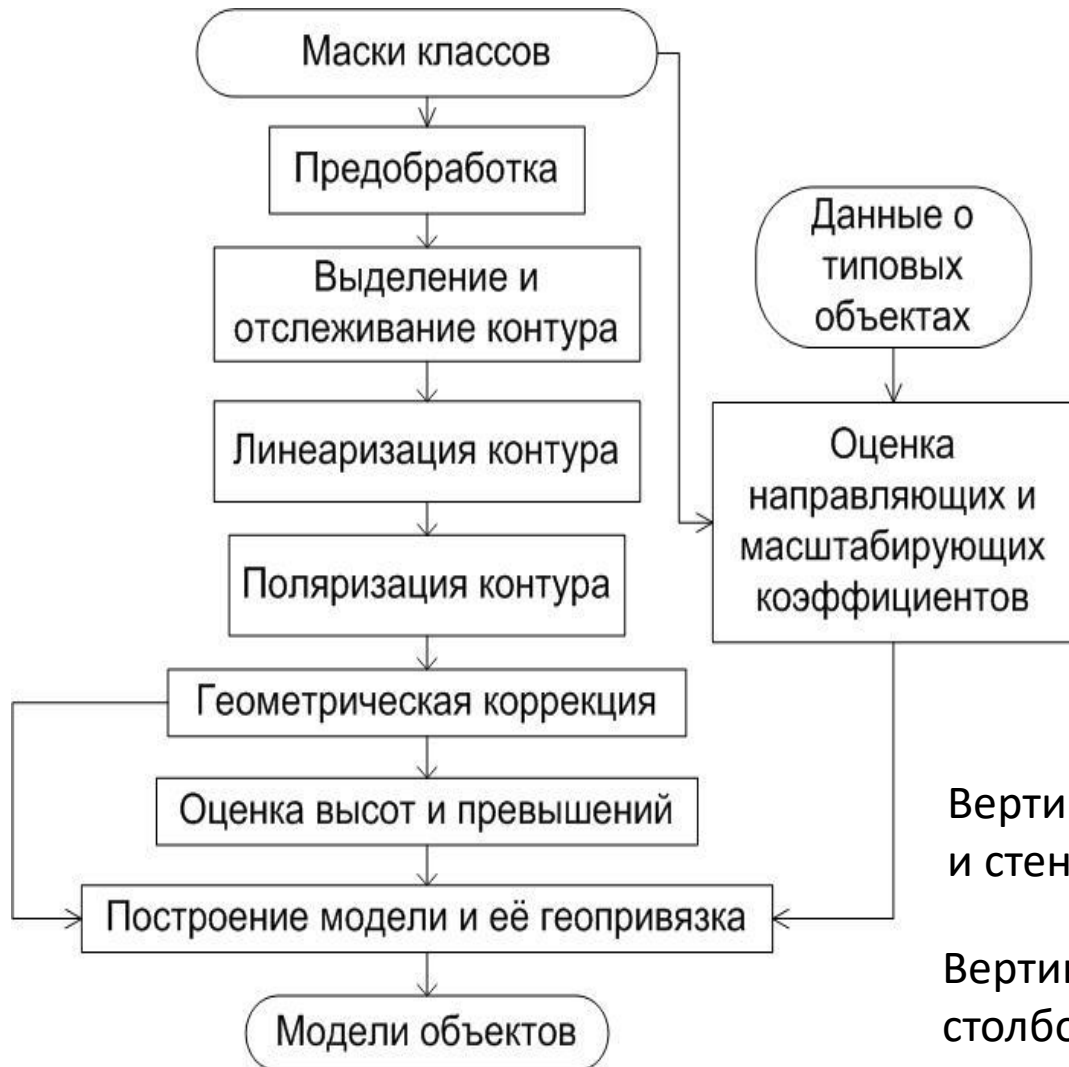 Маски классов
Предобработка
Выделение и
отслеживание контура
Линеаризация контура
Поляризация контура
Геометрическая коррекция
Оценка высот и превышений
Построение модели и её геопривязка
Модели объектов
Данные о
типовых
объектах
Оценка
направляющих и
масштабирующих
коэффициентов
и